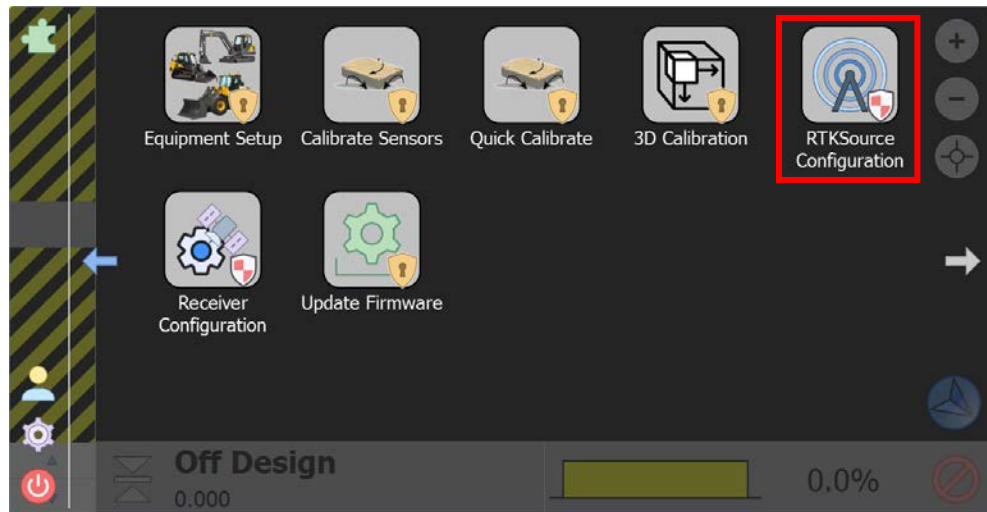 Equipment Setup
Calibrate Sensors
Quick Calibrate
3D Calibration
RTKSource
Configuration
Receiver
Configuration
Update Firmware
Off Design
0.000
0.0%